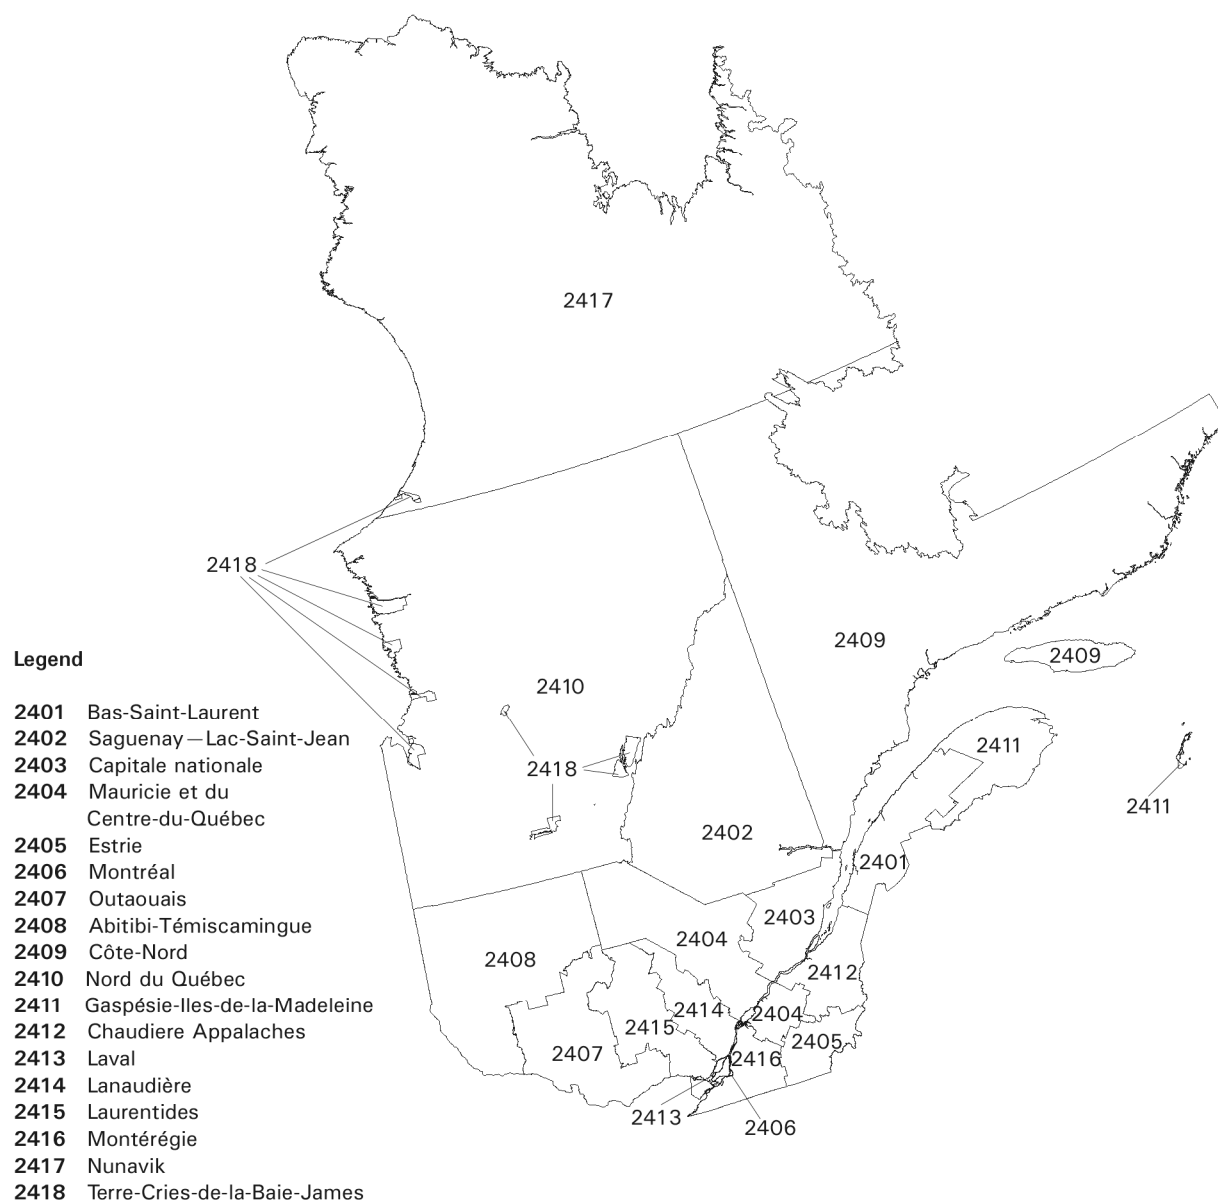 2417
2418
2409
2409
2410
2411
2418
2411
2402
2401
2403
2404
2408
2412
2414
2404
2415
2405
2407
2416
2413
2406
Legend
2401 Bas-Saint-Laurent
2402 Saguenay—Lac-Saint-Jean
2403 Capitale nationale
2404 Mauricie et du
Centre-du-Québec
2405 Estrie
2406 Montréal
2407 Outaouais
2408 Abitibi-Témiscamingue
2409 Côte-Nord
2410 Nord du Québec
2411 Gaspésie-Iles-de-la-Madeleine
2412 Chaudiere Appalaches
2413 Laval
2414 Lanaudière
2415 Laurentides
2416 Montérégie
2417 Nunavik
2418 Terre-Cries-de-la-Baie-James